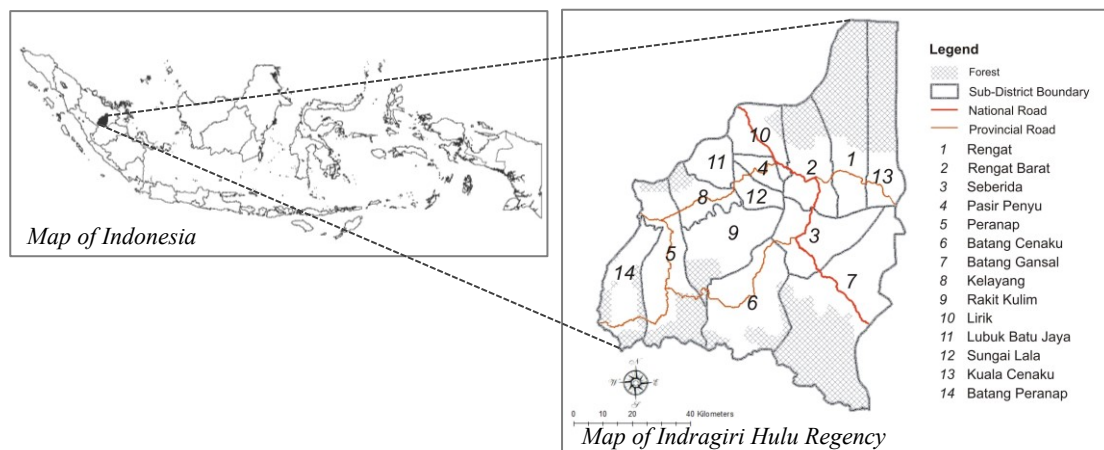 Map of Indonesia
10
11
4
2
1
13
8
12
9
3
5
14
7
6
0 10 20 40 Kilometers
Map of Indragiri Hulu Regency
Legend
Forest
Sub-District Boundary
National Road
Provincial Road
1 Rengat
2 Rengat Barat
3 Seberida
4 Pasir Penyu
5 Peranap
6 Batang Cenaku
7 Batang Gansal
8 Kelayang
9 Rakit Kulim
10 Lirik
11 Lubuk Batu Jaya
12 Sungai Lala
13 Kuala Cenaku
14 Batang Peranap